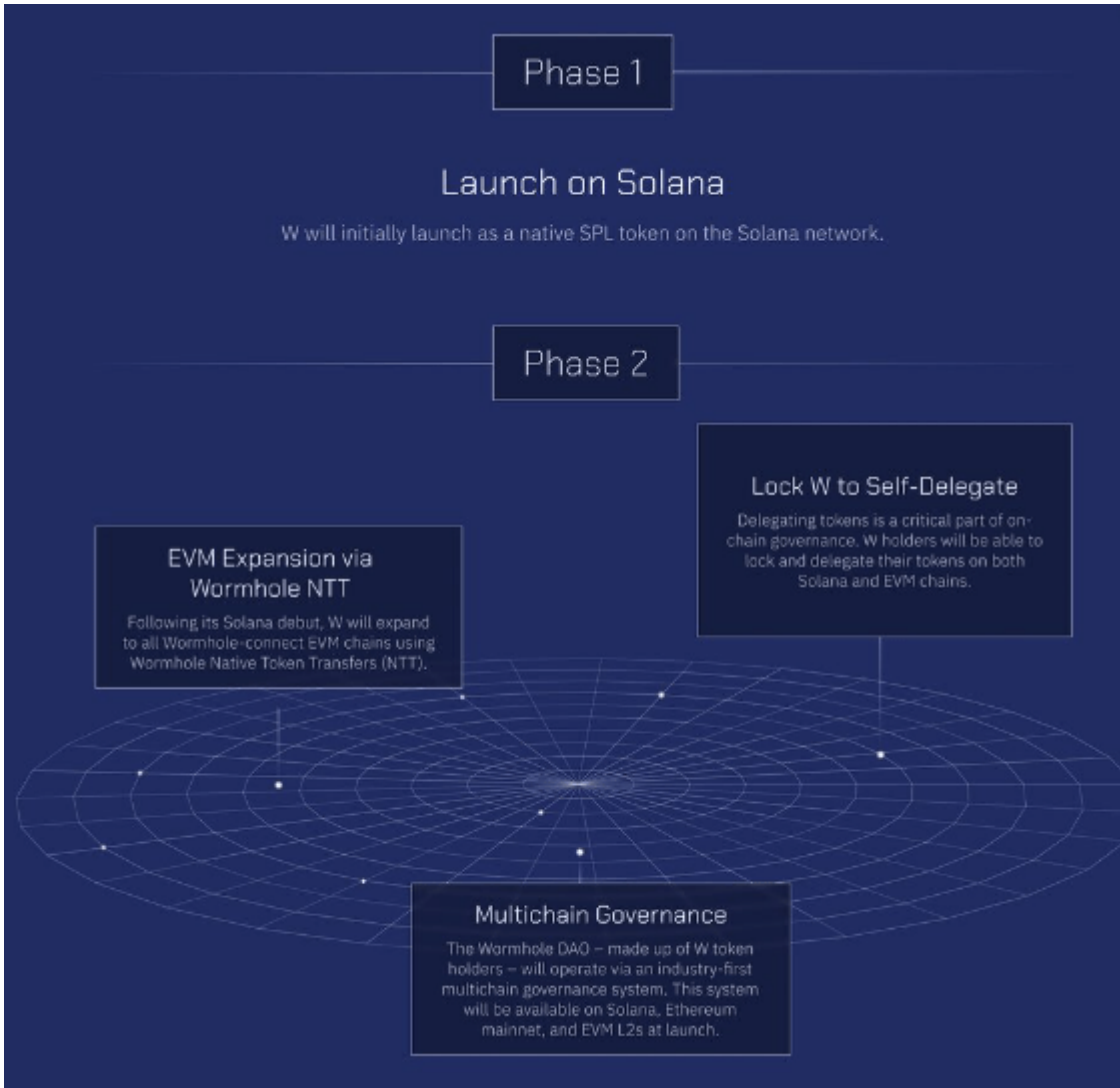 Phase 1
Launch on Solana
W will initially launch as a native SPL token on the Solana network.
Phase 2
Lock W to Self-Delegate
Delegating tokens is a critical part of on-
chain governance. W holders will be able to
lock and delegate their tokens on both
Solana and EVM chains.
EVM Expansion via
Wormhole NTT
Following its Solana debut, W will expand
to all Wormhole-connect EVM chains using
Wormhole Native Token Transfers (NTT).
Multichain Governance
The Wormhole DAO – made up of W token
holders – will operate via an industry-first
multichain governance system. This system
will be available on Solana, Ethereum
mainnet, and EVM L2s at launch.